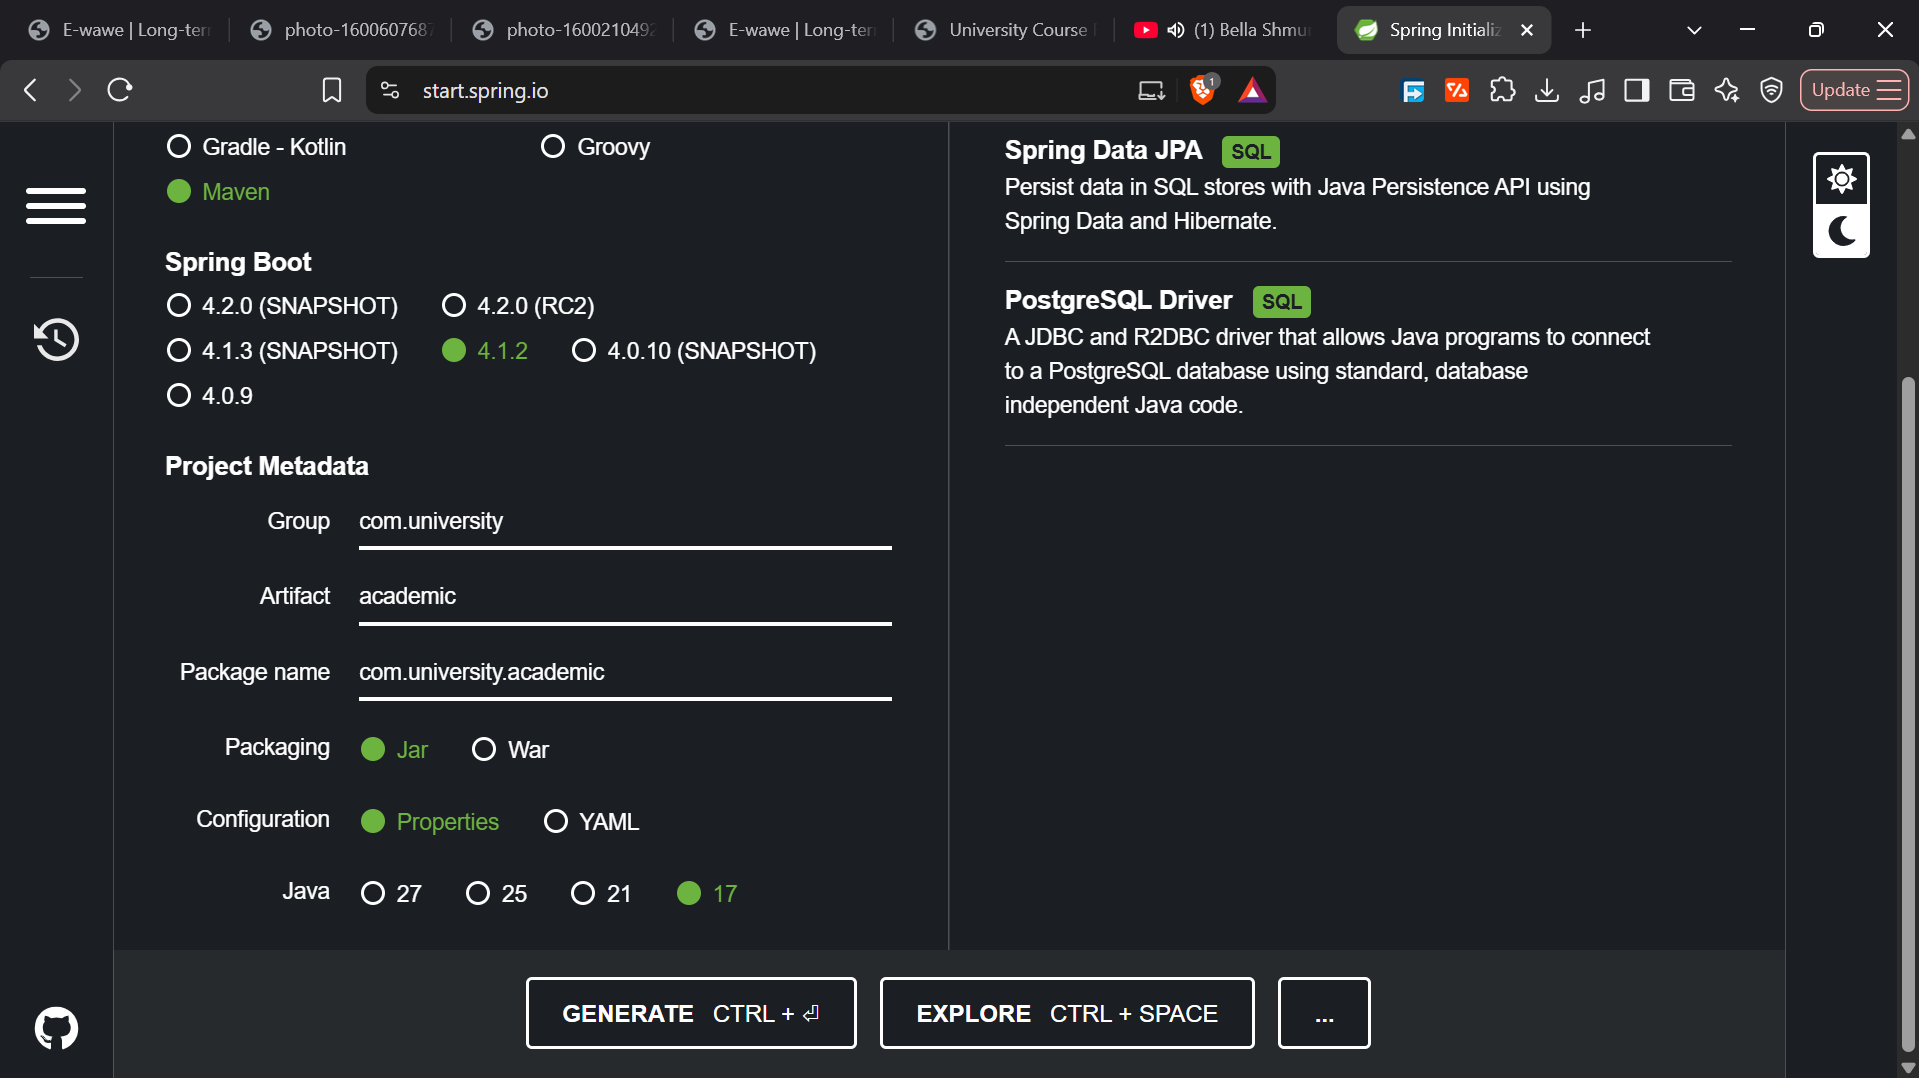 E-wawe | Long-ter
photo-160060768
photo-1600210492
E-wawe | Long-ter
University Course
(1) Bella Shmu
Spring Initializ
start.spring.io
1
Update
Gradle - Kotlin
Groovy
Maven
Spring Boot
4.2.0 (SNAPSHOT)
4.2.0 (RC2)
4.1.3 (SNAPSHOT)
4.1.2
4.0.10 (SNAPSHOT)
4.0.9
Project Metadata
Group
com.university
Artifact
academic
Package name
com.university.academic
Packaging
Jar
War
Configuration
Properties
YAML
Java
27
25
21
17
Spring Data JPA
SQL
Persist data in SQL stores with Java Persistence API using
Spring Data and Hibernate.
PostgreSQL Driver
SQL
A JDBC and R2DBC driver that allows Java programs to connect
to a PostgreSQL database using standard, database
independent Java code.
GENERATE CTRL + ⏎
EXPLORE CTRL + SPACE
...